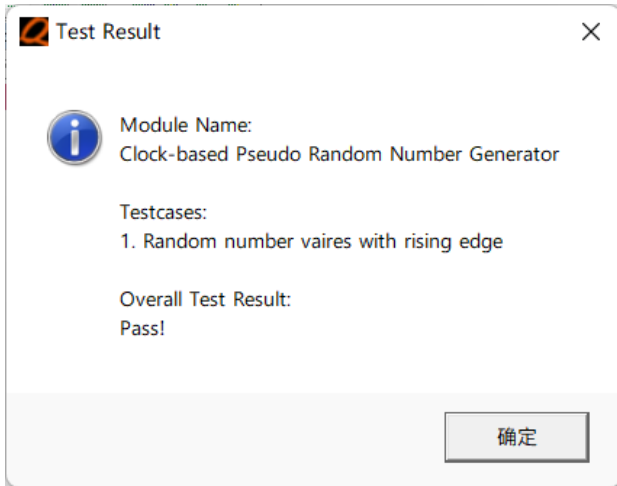 Test Result
Module Name:
Clock-based Pseudo Random Number Generator
Testcases:
1. Random number vaires with rising edge
Overall Test Result:
Pass!
确定